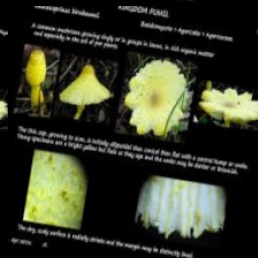 Leucocoprinus birnbaumii
KINGDOM FUNGI
Basidiomycota > Agaricales > Agaricaceae
A common mushroom growing singly or in groups in lawns, in rich organic matter
and especially in the soil of pot plants
The thin cap, growing to 6cm, is initially ellipsoidal then conical then flat with a central hump or umbo.
Young specimens are a bright yellow but fade as they age and the umbo may be darker or brownish.
The dry, scaly surface is radially striate and the margin may be distinctly lined.
Apr 2012